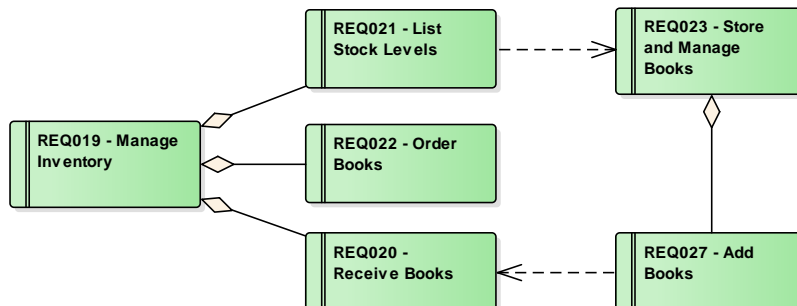 REQ021 - List
Stock Levels
REQ023 - Store
and Manage
Books
REQ019 - Manage
Inventory
REQ022 - Order
Books
REQ020 -
Receive Books
REQ027 - Add
Books